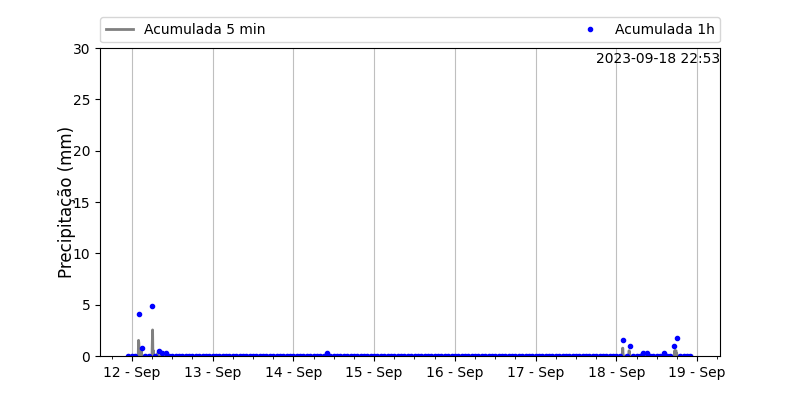 Acumulada 5 min
Acumulada 1h
2023-09-18 22:53
Precipitação (mm)
30
25
20
15
10
5
0
12 - Sep
13 - Sep
14 - Sep
15 - Sep
16 - Sep
17 - Sep
18 - Sep
19 - Sep